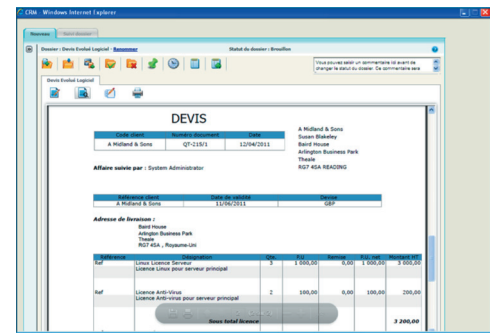 CRM - Windows Internet Explorer
Nouveau Suivi dossier
Dossier : Devis Evolué Logiciel - Renommer Statut du dossier : Brouillon
Vous pouvez saisir un commentaire ici avant de
changer le statut du dossier. Ce commentaire sera
Devis Evolué Logiciel
DEVIS
Code client Numéro document Date
A Midland & Sons QT-215/1 12/04/2011
A Midland & Sons
Susan Blakeley
Baird House
Arlington Business Park
Theale
RG7 4SA READING
Affaire suivie par : System Administrator
Référence client Date de validité Devise
A Midland & Sons 11/06/2011 GBP
Adresse de livraison :
Baird House
Arlington Business Park
Theale
RG7 4SA , Royaume-Uni
Référence Désignation Qte. P.U Remise P.U. net Montant HT
Ref Linux Licence Serveur 3 1 000,00 0,00 1 000,00 3 000,00
Licence Linux pour serveur principal
Ref Licence Anti-Virus 2 100,00 0,00 100,00 200,00
Licence Anti-virus pour serveur principal
Sous total licence 3 200,00